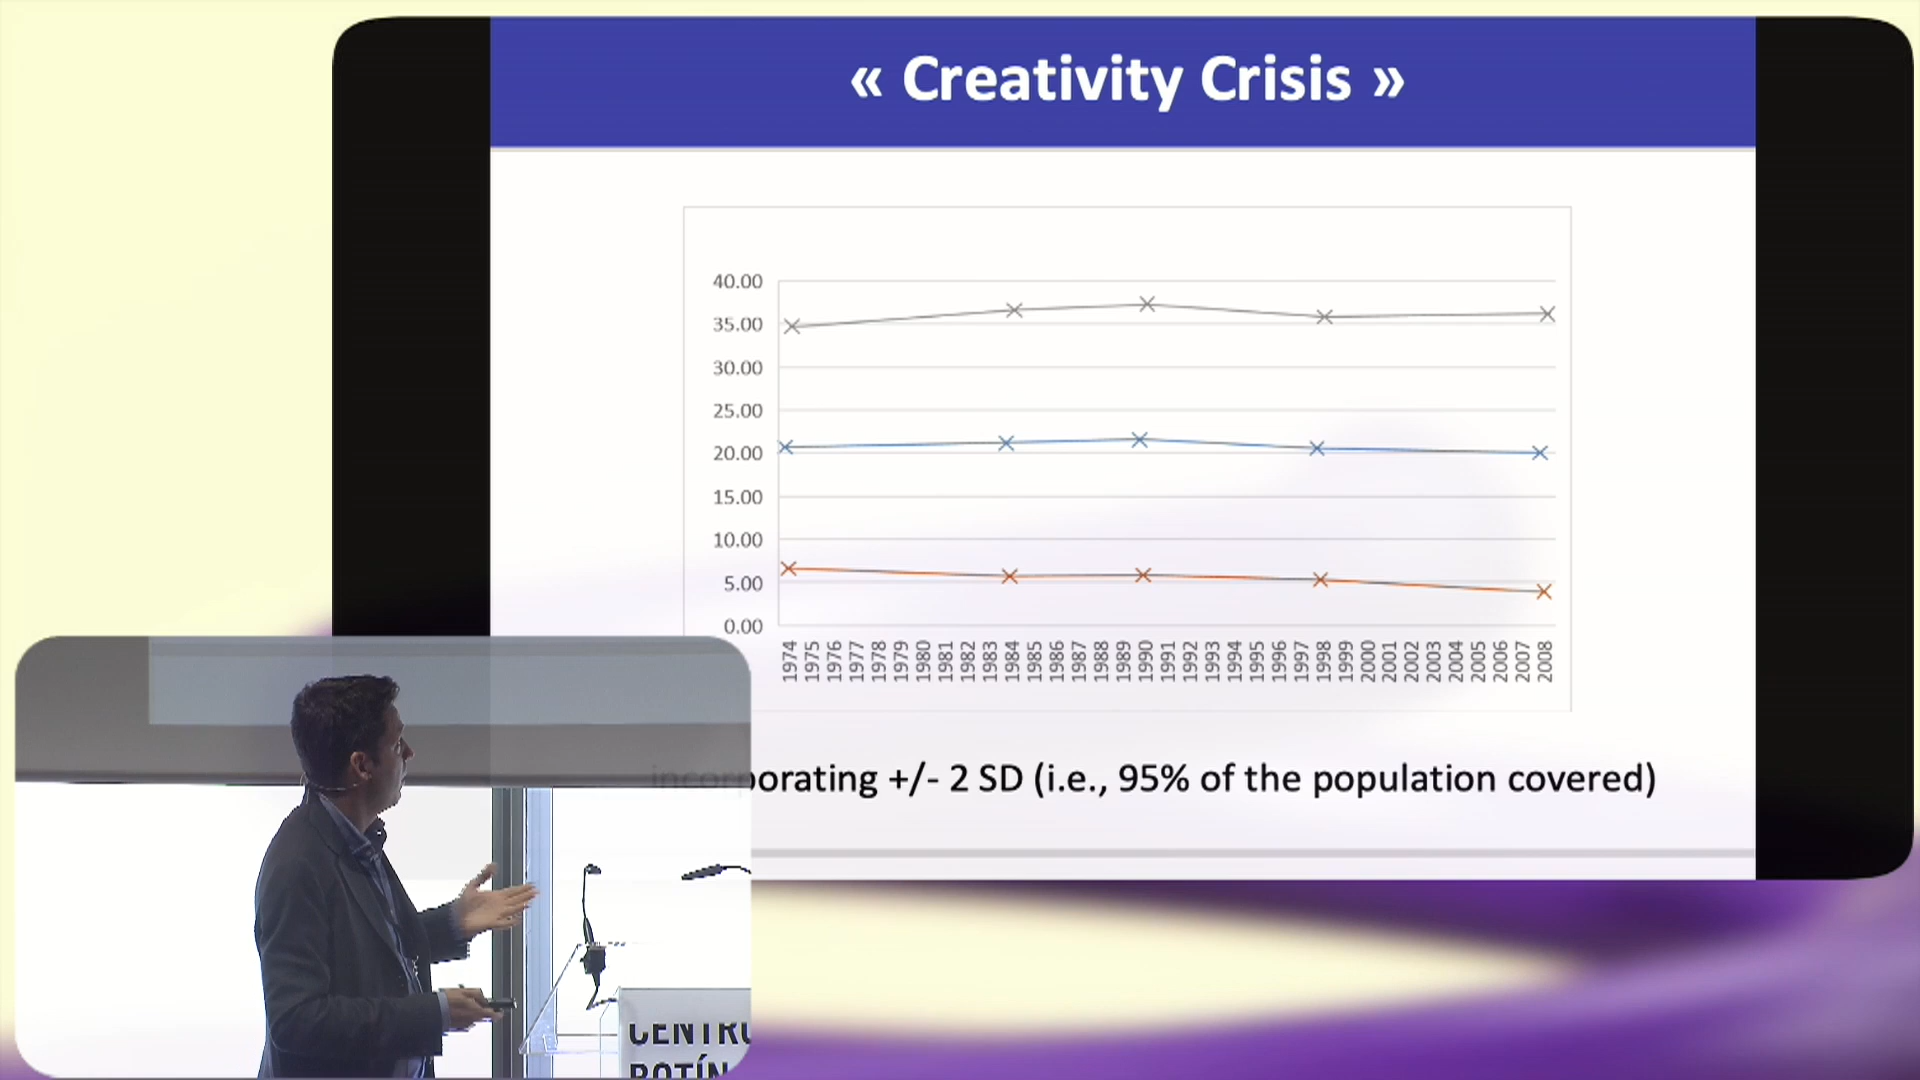 « Creativity Crisis »
40.00
35.00
30.00
25.00
20.00
15.00
10.00
5.00
0.00
1974 1975 1976 1977 1978 1979 1980 1981 1982 1983 1984 1985 1986 1987 1988 1989 1990 1991 1992 1993 1994 1995 1996 1997 1998 1999 2000 2001 2002 2003 2004 2005 2006 2007 2008
incorporating +/- 2 SD (i.e., 95% of the population covered)
CENTRO
BOTÍN